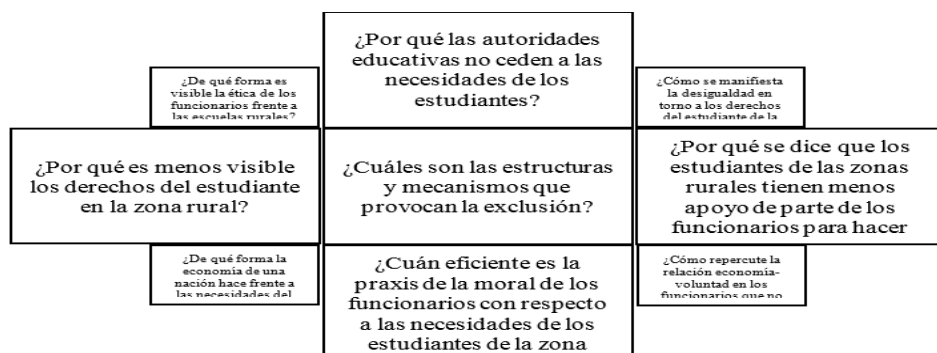 ¿Por qué las autoridades
educativas no ceden a las
necesidades de los
estudiantes?
¿De qué forma es
visible la ética de los
funcionarios frente a
las escuelas rurales?
¿Cómo se manifiesta
la desigualdad en
torno a los derechos
del estudiante de la
¿Por qué es menos visible
los derechos del estudiante
en la zona rural?
¿Cuáles son las estructuras
y mecanismos que
provocan la exclusión?
¿Por qué se dice que los
estudiantes de las zonas
rurales tienen menos
apoyo de parte de los
funcionarios para hacer
¿De qué forma la
economía de una
nación hace frente a
las necesidades del
¿Cuán eficiente es la
praxis de la moral de los
funcionarios con respecto
a las necesidades de los
estudiantes de la zona
¿Cómo repercute la
relación economía-
voluntad en los
funcionarios que no